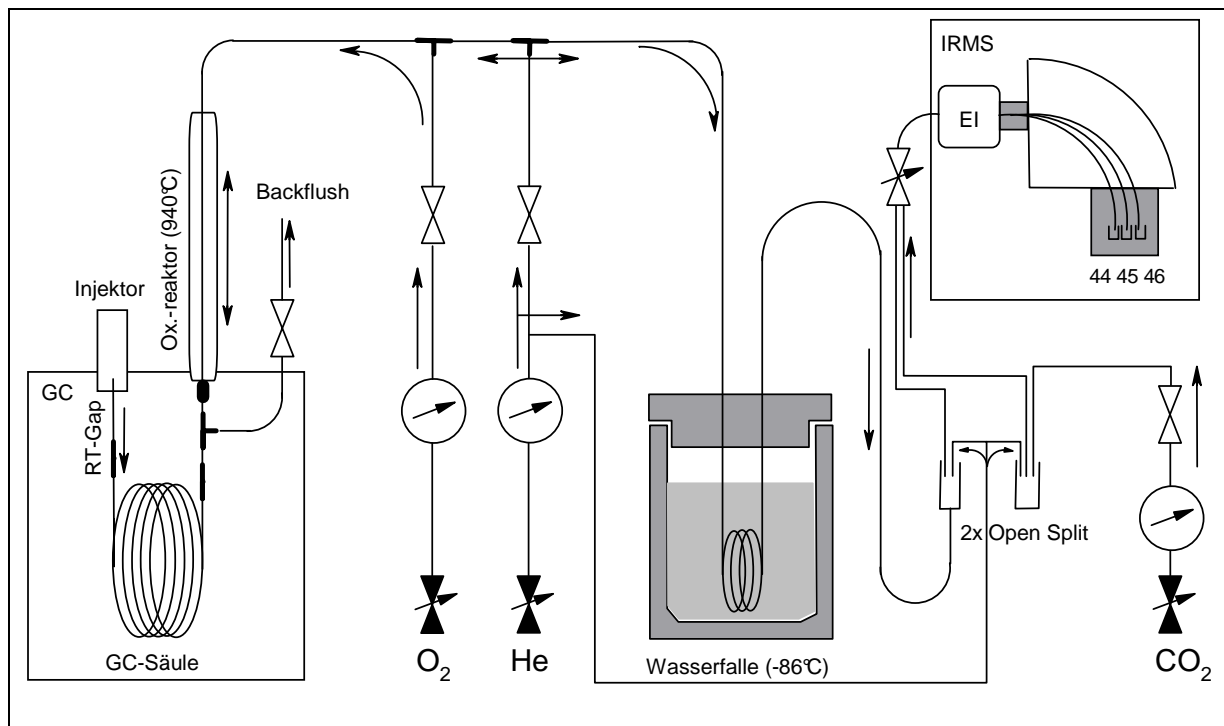 IRMS
EI
44 45 46
Backflush
Ox.-reaktor (940°C)
Injektor
GC
RT-Gap
GC-Säule
O2
He
Wasserfalle (-86°C)
2x Open Split
CO2